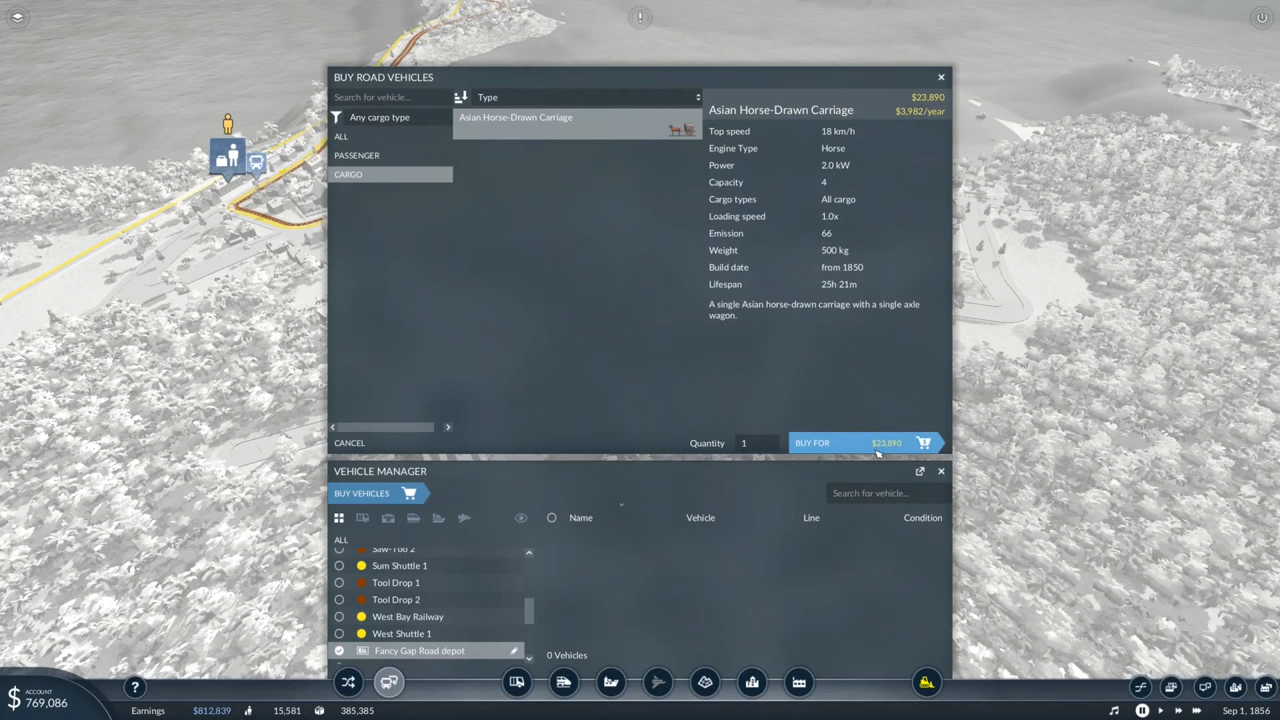 BUY ROAD VEHICLES
Search for vehicle...
Type
Any cargo type
ALL
PASSENGER
CARGO
Asian Horse-Drawn Carriage
$23,890
Asian Horse-Drawn Carriage
$3,982/year
Top speed 18 km/h
Engine Type Horse
Power 2.0 kW
Capacity 4
Cargo types All cargo
Loading speed 1.0x
Emission 66
Weight 500 kg
Build date from 1850
Lifespan 25h 21m
A single Asian horse-drawn carriage with a single axle
wagon.
CANCEL
Quantity 1
BUY FOR $23,890
VEHICLE MANAGER
BUY VEHICLES
Search for vehicle...
Name Vehicle Line Condition
ALL
Saw-Too 2
Sum Shuttle 1
Tool Drop 1
Tool Drop 2
West Bay Railway
West Shuttle 1
Fancy Gap Road depot
0 Vehicles
$ ACCOUNT
769,086
?
Earnings $812,839 15,581 385,385
Sep 1, 1856